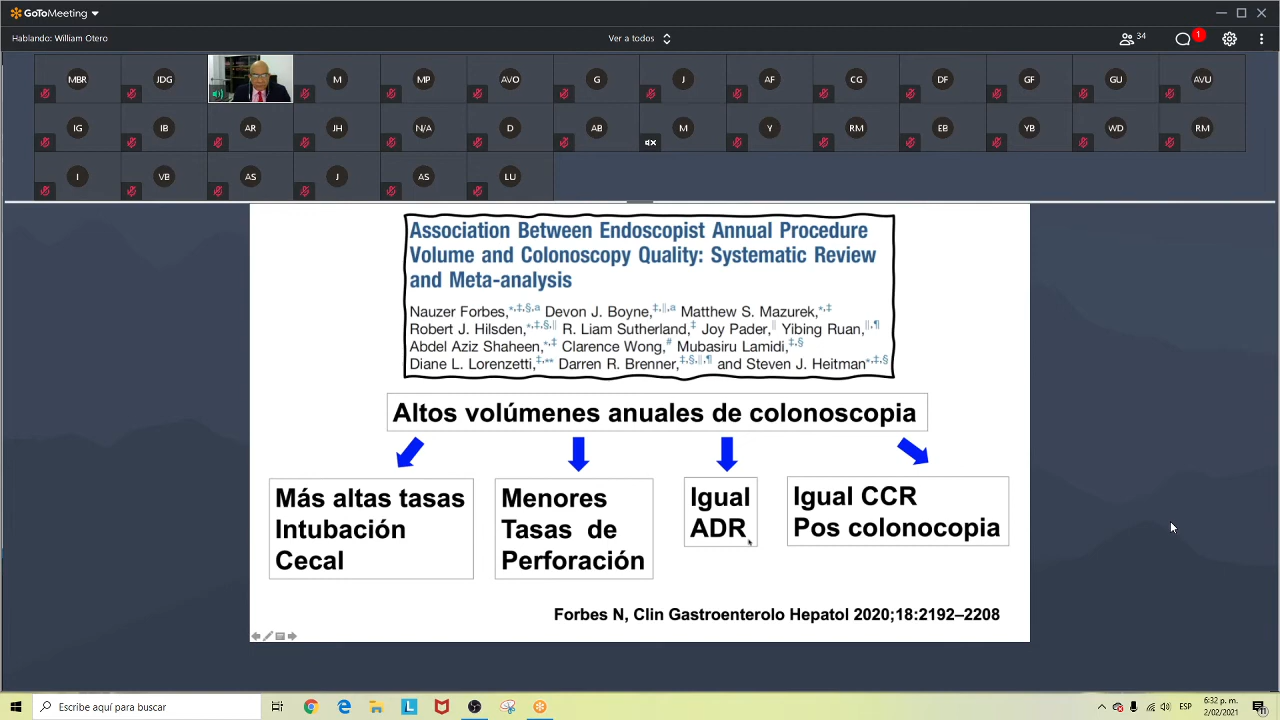 GoToMeeting
Hablando: William Otero
Ver a todos
34
1
MBR JDG M MP AVO G J AF CG DF GF GU AVU
IG IB AR JH N/A D AB M Y RM EB YB WD RM
I VB AS J AS LU
Association Between Endoscopist Annual Procedure
Volume and Colonoscopy Quality: Systematic Review
and Meta-analysis
Nauzer Forbes,*,‡,§,a Devon J. Boyne,‡,||,a Matthew S. Mazurek,*,‡
Robert J. Hilsden,*,‡,§,|| R. Liam Sutherland,‡ Joy Pader,|| Yibing Ruan,||,¶
Abdel Aziz Shaheen,*,‡ Clarence Wong,# Mubasiru Lamidi,‡,§
Diane L. Lorenzetti,‡,** Darren R. Brenner,‡,§,||,¶ and Steven J. Heitman*,‡,§
Altos volúmenes anuales de colonoscopia
Más altas tasas
Intubación
Cecal
Menores
Tasas de
Perforación
Igual
ADR
Igual CCR
Pos colonocopia
Forbes N, Clin Gastroenterolo Hepatol 2020;18:2192–2208
Escribe aquí para buscar
L
ESP
5:32 p. m.
2/02/2021